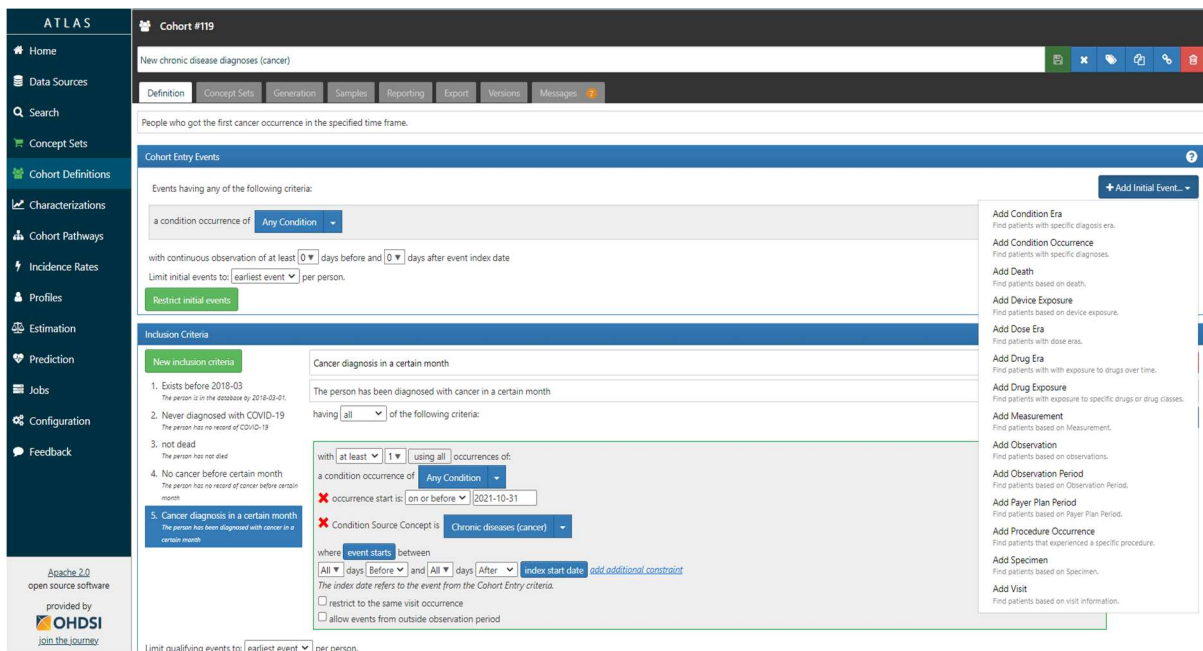 ATLAS
Home
Data Sources
Search
Concept Sets
Cohort Definitions
Characterizations
Cohort Pathways
Incidence Rates
Profiles
Estimation
Prediction
Jobs
Configuration
Feedback
Apache 2.0
open source software
provided by
OHDSI
join the journey
Cohort #119
New chronic disease diagnoses (cancer)
Definition Concept Sets Generation Samples Reporting Export Versions Messages 7
People who got the first cancer occurrence in the specified time frame.
Cohort Entry Events ?
Events having any of the following criteria:
+ Add Initial Event...
a condition occurrence of Any Condition
with continuous observation of at least 0 days before and 0 days after event index date
Limit initial events to: earliest event per person.
Restrict initial events
Add Condition Era
Find patients with specific diagosis era.
Add Condition Occurrence
Find patients with specific diagnoses.
Add Death
Find patients based on death.
Add Device Exposure
Find patients based on device exposure.
Add Dose Era
Find patients with dose eras.
Add Drug Era
Find patients with with exposure to drugs over time.
Add Drug Exposure
Find patients with exposure to specific drugs or drug classes.
Add Measurement
Find patients based on Measurement.
Add Observation
Find patients based on observations.
Add Observation Period
Find patients based on Observation Period.
Add Payer Plan Period
Find patients based on Payer Plan Period.
Add Procedure Occurrence
Find patients that experienced a specific procedure.
Add Specimen
Find patients based on Specimen.
Add Visit
Find patients based on visit information.
Inclusion Criteria
New inclusion criteria
1. Exists before 2018-03
The person is in the database by 2018-03-01.
2. Never diagnosed with COVID-19
The person has no record of COVID-19
3. not dead
The person has not died
4. No cancer before certain month
The person has no record of cancer before certain
month
5. Cancer diagnosis in a certain month
The person has been diagnosed with cancer in a
certain month
Cancer diagnosis in a certain month
The person has been diagnosed with cancer in a certain month
having all of the following criteria:
with at least 1 using all occurrences of:
a condition occurrence of Any Condition
occurrence start is: on or before 2021-10-31
Condition Source Concept is Chronic diseases (cancer)
where event starts between
All days Before and All days After index start date add additional constraint
The index date refers to the event from the Cohort Entry criteria.
restrict to the same visit occurrence
allow events from outside observation period
Limit qualifying events to: earliest event per person.